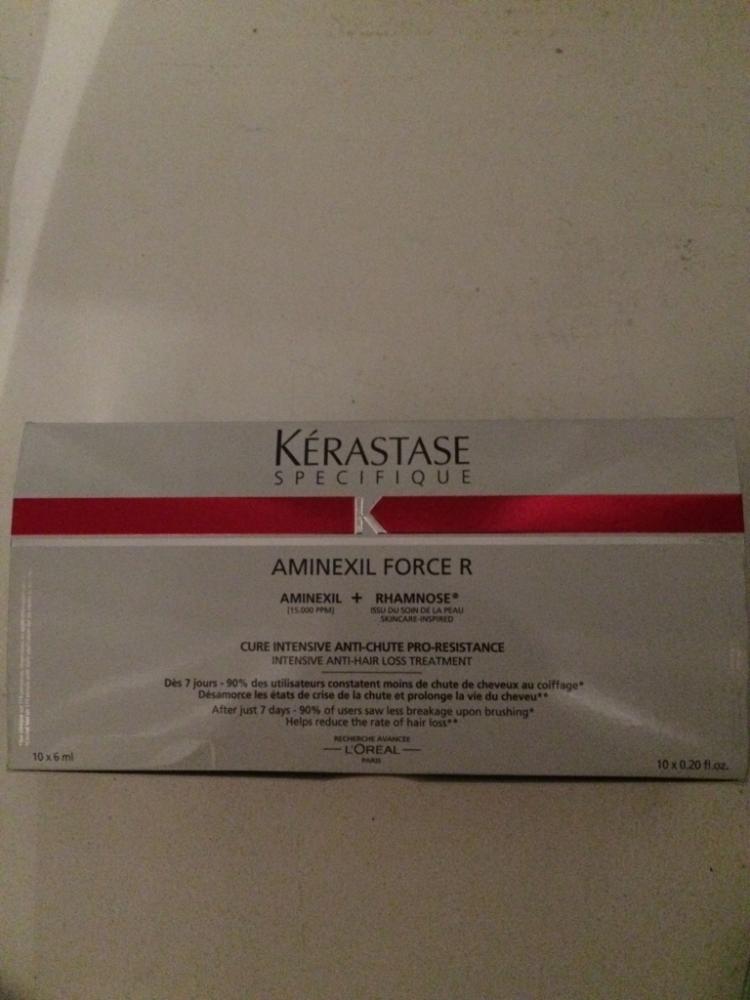 KÉRASTASE
SPECIFIQUE
K
AMINEXIL FORCE R
AMINEXIL + RHAMNOSE®
[15.000 PPM] ISSU DU SOIN DE LA PEAU
SKINCARE-INSPIRED
CURE INTENSIVE ANTI-CHUTE PRO-RESISTANCE
INTENSIVE ANTI-HAIR LOSS TREATMENT
Dès 7 jours - 90% des utilisateurs constatent moins de chute de cheveux au coiffage*
Désamorce les états de crise de la chute et prolonge la vie du cheveu**
After just 7 days - 90% of users saw less breakage upon brushing*
Helps reduce the rate of hair loss**
RECHERCHE AVANCÉE
L'ORÉAL
PARIS
10 x 6 ml
10 x 0.20 fl.oz.